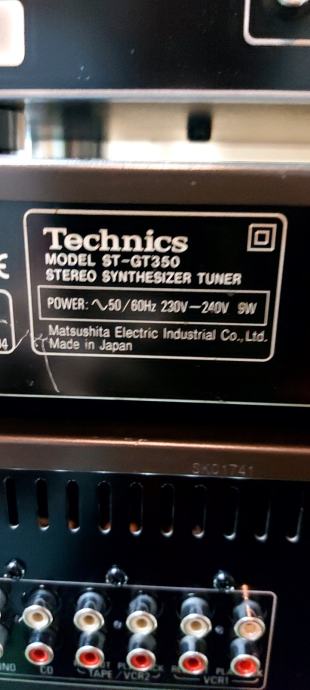 Technics
MODEL ST-GT350
STEREO SYNTHESIZER TUNER
POWER: ∿50/60Hz 230V—240V 9W
Matsushita Electric Industrial Co., Ltd.
Made in Japan
SKD1741
CD
TAPE/VCR2
VCR1